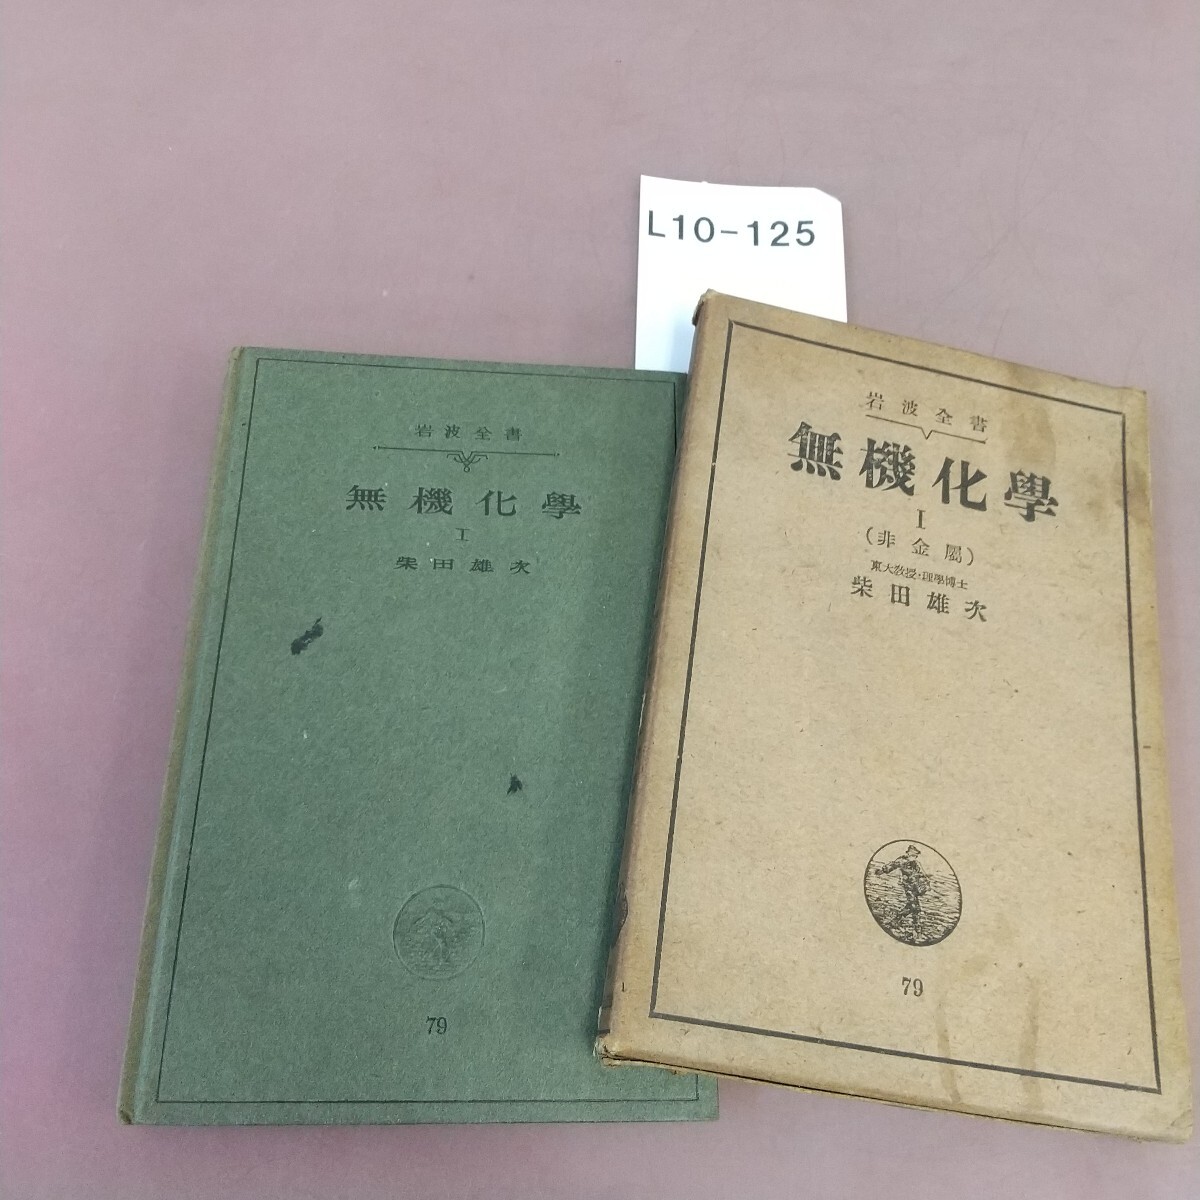 L10-125
岩波全書
無機化學
I
柴田雄次
79
岩波全書
無機化學
I
(非金屬)
東大教授・理學博士
柴田雄次
79